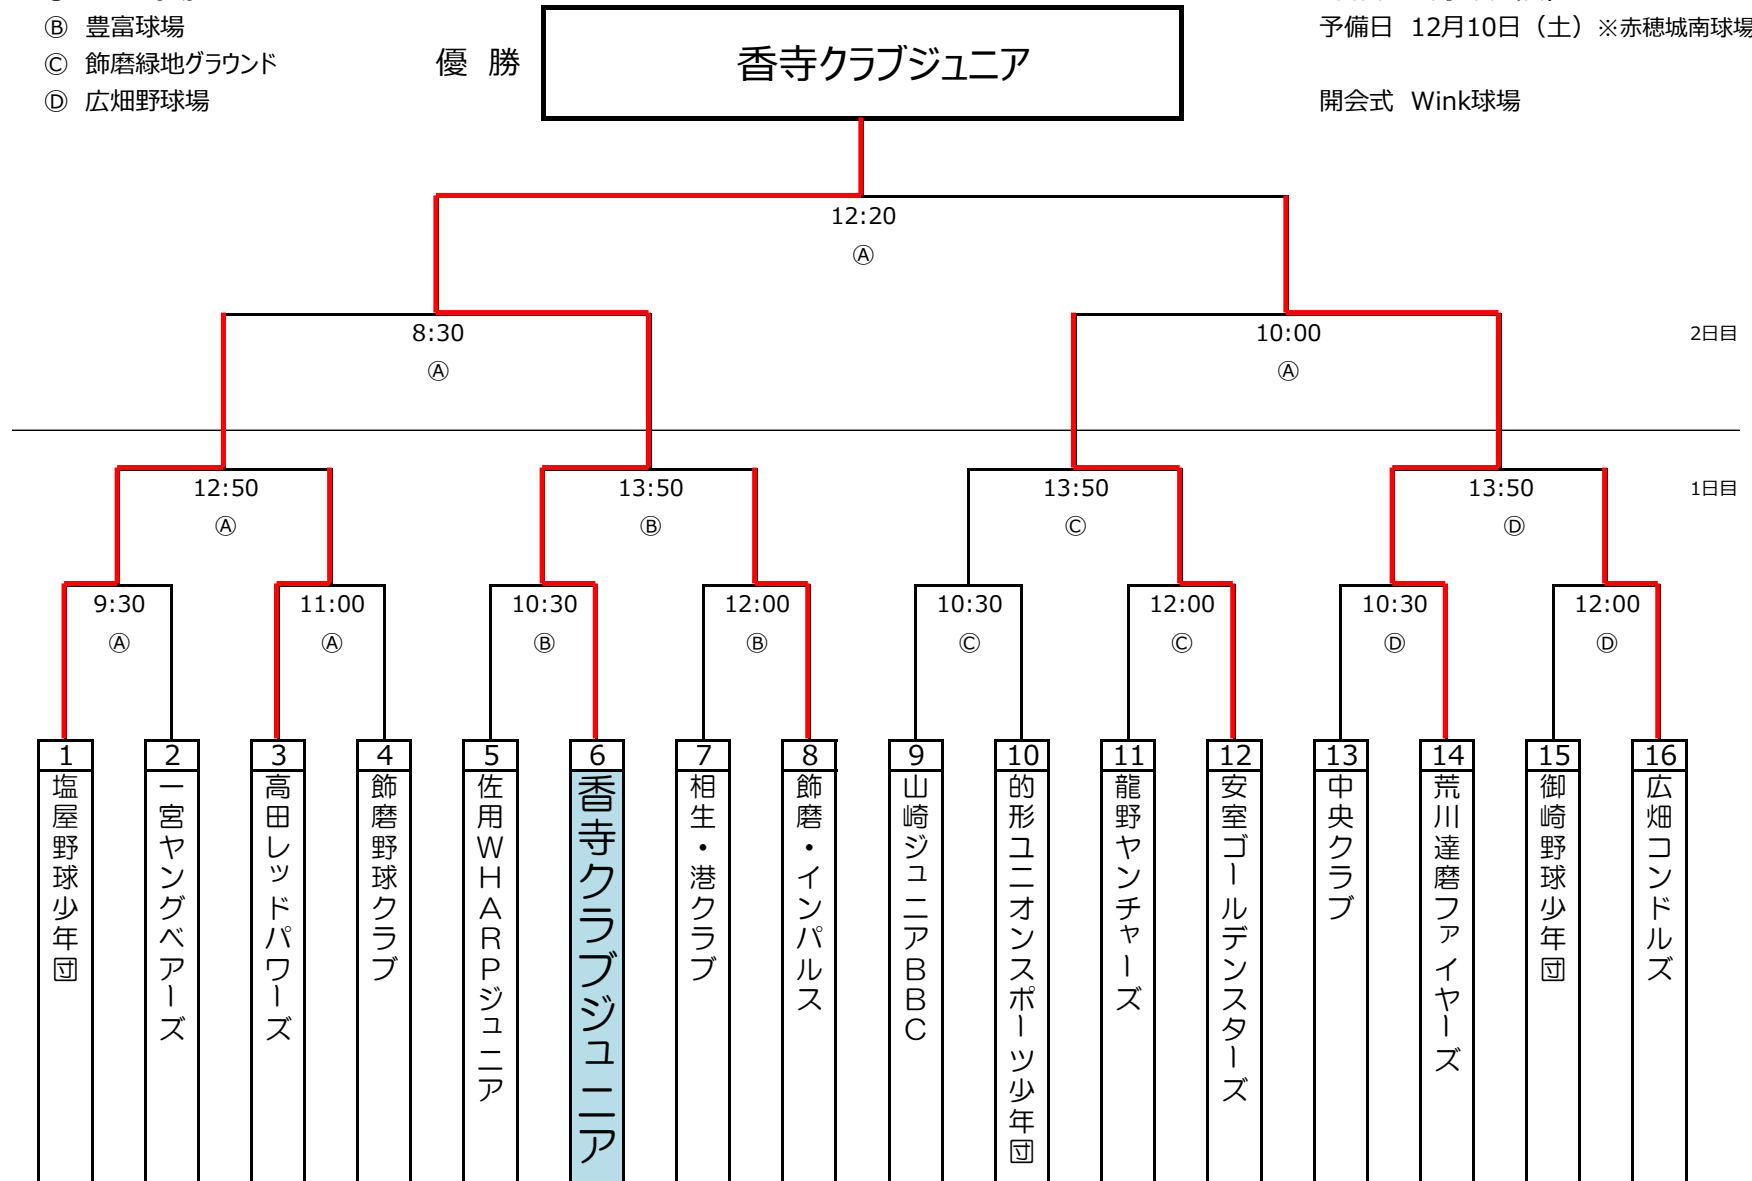 Ⓑ 豊富球場
Ⓒ 飾磨緑地グラウンド
Ⓓ 広畑野球場
優 勝
香寺クラブジュニア
予備日 12月10日（土）※赤穂城南球場
開会式 Wink球場
12:20
Ⓐ
8:30
Ⓐ
10:00
Ⓐ
2日目
12:50
Ⓐ
13:50
Ⓑ
13:50
Ⓒ
13:50
Ⓓ
1日目
9:30
Ⓐ
11:00
Ⓐ
10:30
Ⓑ
12:00
Ⓑ
10:30
Ⓒ
12:00
Ⓒ
10:30
Ⓓ
12:00
Ⓓ
1
塩屋野球少年団
2
一宮ヤングベアーズ
3
高田レッドパワーズ
4
飾磨野球クラブ
5
佐用ＷＨＡＲＰジュニア
6
香寺クラブジュニア
7
相生・港クラブ
8
飾磨・インパルス
9
山崎ジュニアＢＢＣ
10
的形ユニオンスポーツ少年団
11
龍野ヤンチャーズ
12
安室ゴールデンスターズ
13
中央クラブ
14
荒川達磨ファイヤーズ
15
御崎野球少年団
16
広畑コンドルズ